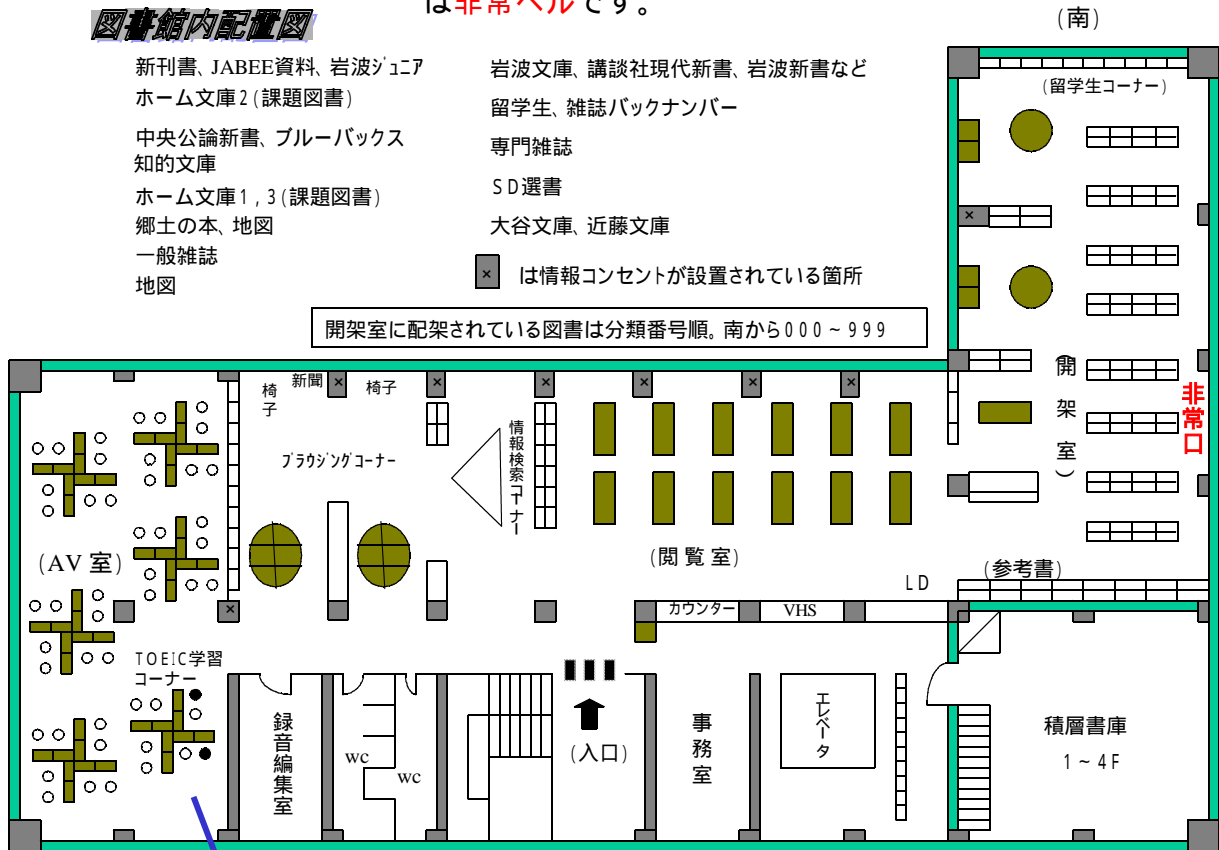 は非常ベルです。
図書館内配置図
(南)
新刊書、JABEE資料、岩波ジュニア
ホーム文庫2(課題図書)
中央公論新書、ブルーバックス
知的文庫
ホーム文庫1,3(課題図書)
郷土の本、地図
一般雑誌
地図
岩波文庫、講談社現代新書、岩波新書など
留学生、雑誌バックナンバー
専門雑誌
SD選書
大谷文庫、近藤文庫
× は情報コンセントが設置されている箇所
開架室に配架されている図書は分類番号順。南から000~999
(留学生コーナー)
×
(開架室)
非常口
椅子
新聞
×
椅子
×
×
×
×
×
ブラウジングコーナー
情報検索コーナー
(AV室)
(閲覧室)
LD
(参考書)
×
カウンター
VHS
TOEIC学習
コーナー
録音編集室
wc
wc
(入口)
事務室
エレベータ
積層書庫
1~4F